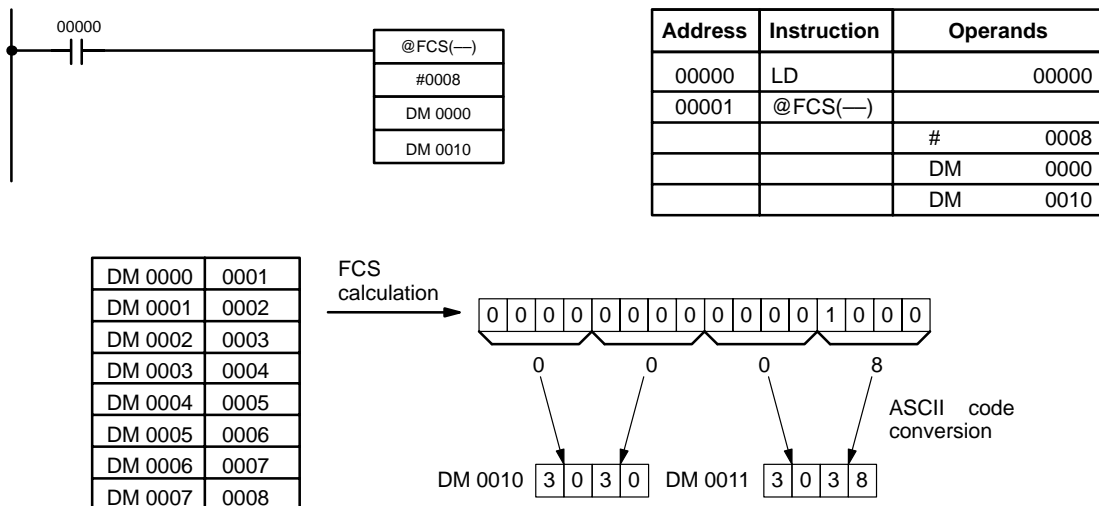 00000
@FCS(—)
#0008
DM 0000
DM 0010
Address Instruction Operands
00000 LD 00000
00001 @FCS(—)
# 0008
DM 0000
DM 0010
DM 0000 0001
DM 0001 0002
DM 0002 0003
DM 0003 0004
DM 0004 0005
DM 0005 0006
DM 0006 0007
DM 0007 0008
FCS
calculation
0 0 0 0 0 0 0 0 0 0 0 0 1 0 0 0
0 0 0 8
ASCII code
conversion
DM 0010 3 0 3 0 DM 0011 3 0 3 8